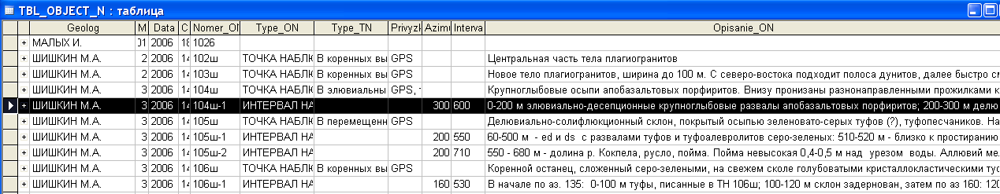 TBL_OBJECT_N : таблица
Geolog М Data С Nomer_ON Type_ON Type_TN Privyz Azimu Interva Opisanie_ON
+ МАЛЫХ И. 01 2006 18 1026
+ ШИШКИН М.А. 2 2006 14 102ш ТОЧКА НАБЛЮ В коренных вы GPS Центральная часть тела плагиогранитов
+ ШИШКИН М.А. 2 2006 14 103ш ТОЧКА НАБЛЮ В коренных вы GPS Новое тело плагиогранитов, ширина до 100 м. С северо-востока подходит полоса дунитов, далее быстро см
+ ШИШКИН М.А. 3 2006 14 104ш ТОЧКА НАБЛЮ В элювиальны GPS, Крупноглыбовые осыпи апобазальтовых порфиритов. Внизу пронизаны разнонаправленными прожилками к
+ ШИШКИН М.А. 3 2006 14 104ш-1 ИНТЕРВАЛ НА 300 600 0-200 м элювиально-десепционные крупноглыбовые развалы апобазальтовых порфиритов; 200-300 м делю
+ ШИШКИН М.А. 3 2006 14 105ш ТОЧКА НАБЛЮ В перемещенн GPS Делювиально-солифлюкционный склон, покрытый осыпью зеленовато-серых туфов (?), туфопесчаников. На
+ ШИШКИН М.А. 3 2006 14 105ш-1 ИНТЕРВАЛ НА 200 550 60-500 м - ed и ds с развалами туфов и туфоалевролитов серо-зеленых: 510-520 м - близко к простиранию
+ ШИШКИН М.А. 3 2006 14 105ш-2 ИНТЕРВАЛ НА 200 710 550 - 680 м - долина р. Кокпела, русло, пойма. Пойма невысокая 0,4-0,5 м над урезом воды. Аллювий мел
+ ШИШКИН М.А. 3 2006 14 106ш ТОЧКА НАБЛЮ В коренных вы GPS Коренной останец, сложенный серо-зелеными, на свежем сколе голубоватыми кристаллокластическими туф
+ ШИШКИН М.А. 3 2006 14 106ш-1 ИНТЕРВАЛ НА 160 530 В начале по аз. 135: 0-100 м туфы, писанные в ТН 106ш; 100-120 м склон задернован, затем по аз 160: 120